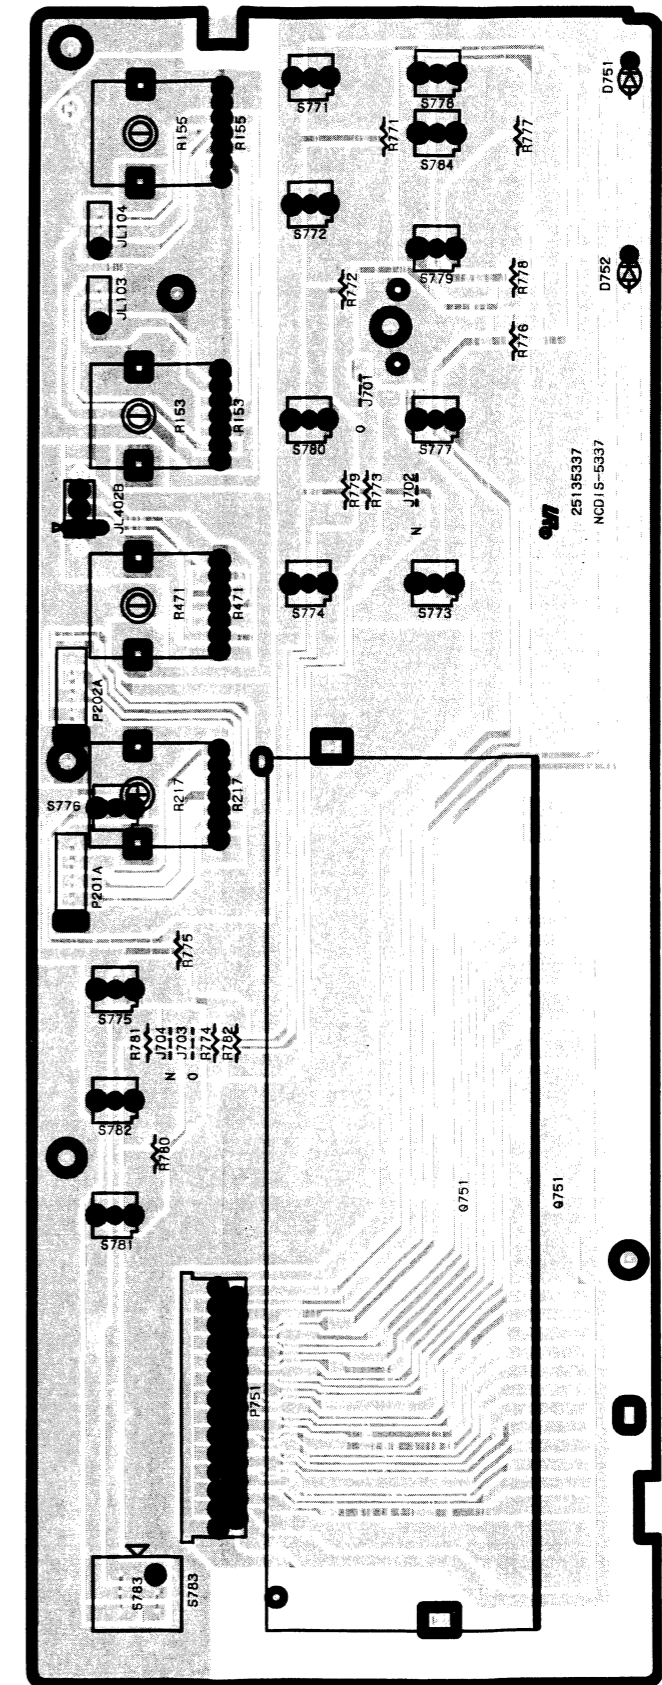 D751
S771
S778
R155
R155
R771
R777
S784
JL104
S772
S779
D752
JL103
R772
R778
R776
J701
R153
R153
O
S780
S777
JL402B
R779
R773
J702
25135337
NCDIS-5337
N
R471
R471
S774
S773
P202A
S776
R217
R217
P201A
R775
S775
R781
J704
J703
R774
R782
N
O
S782
R780
Q751
Q751
S781
P751
S783
S783